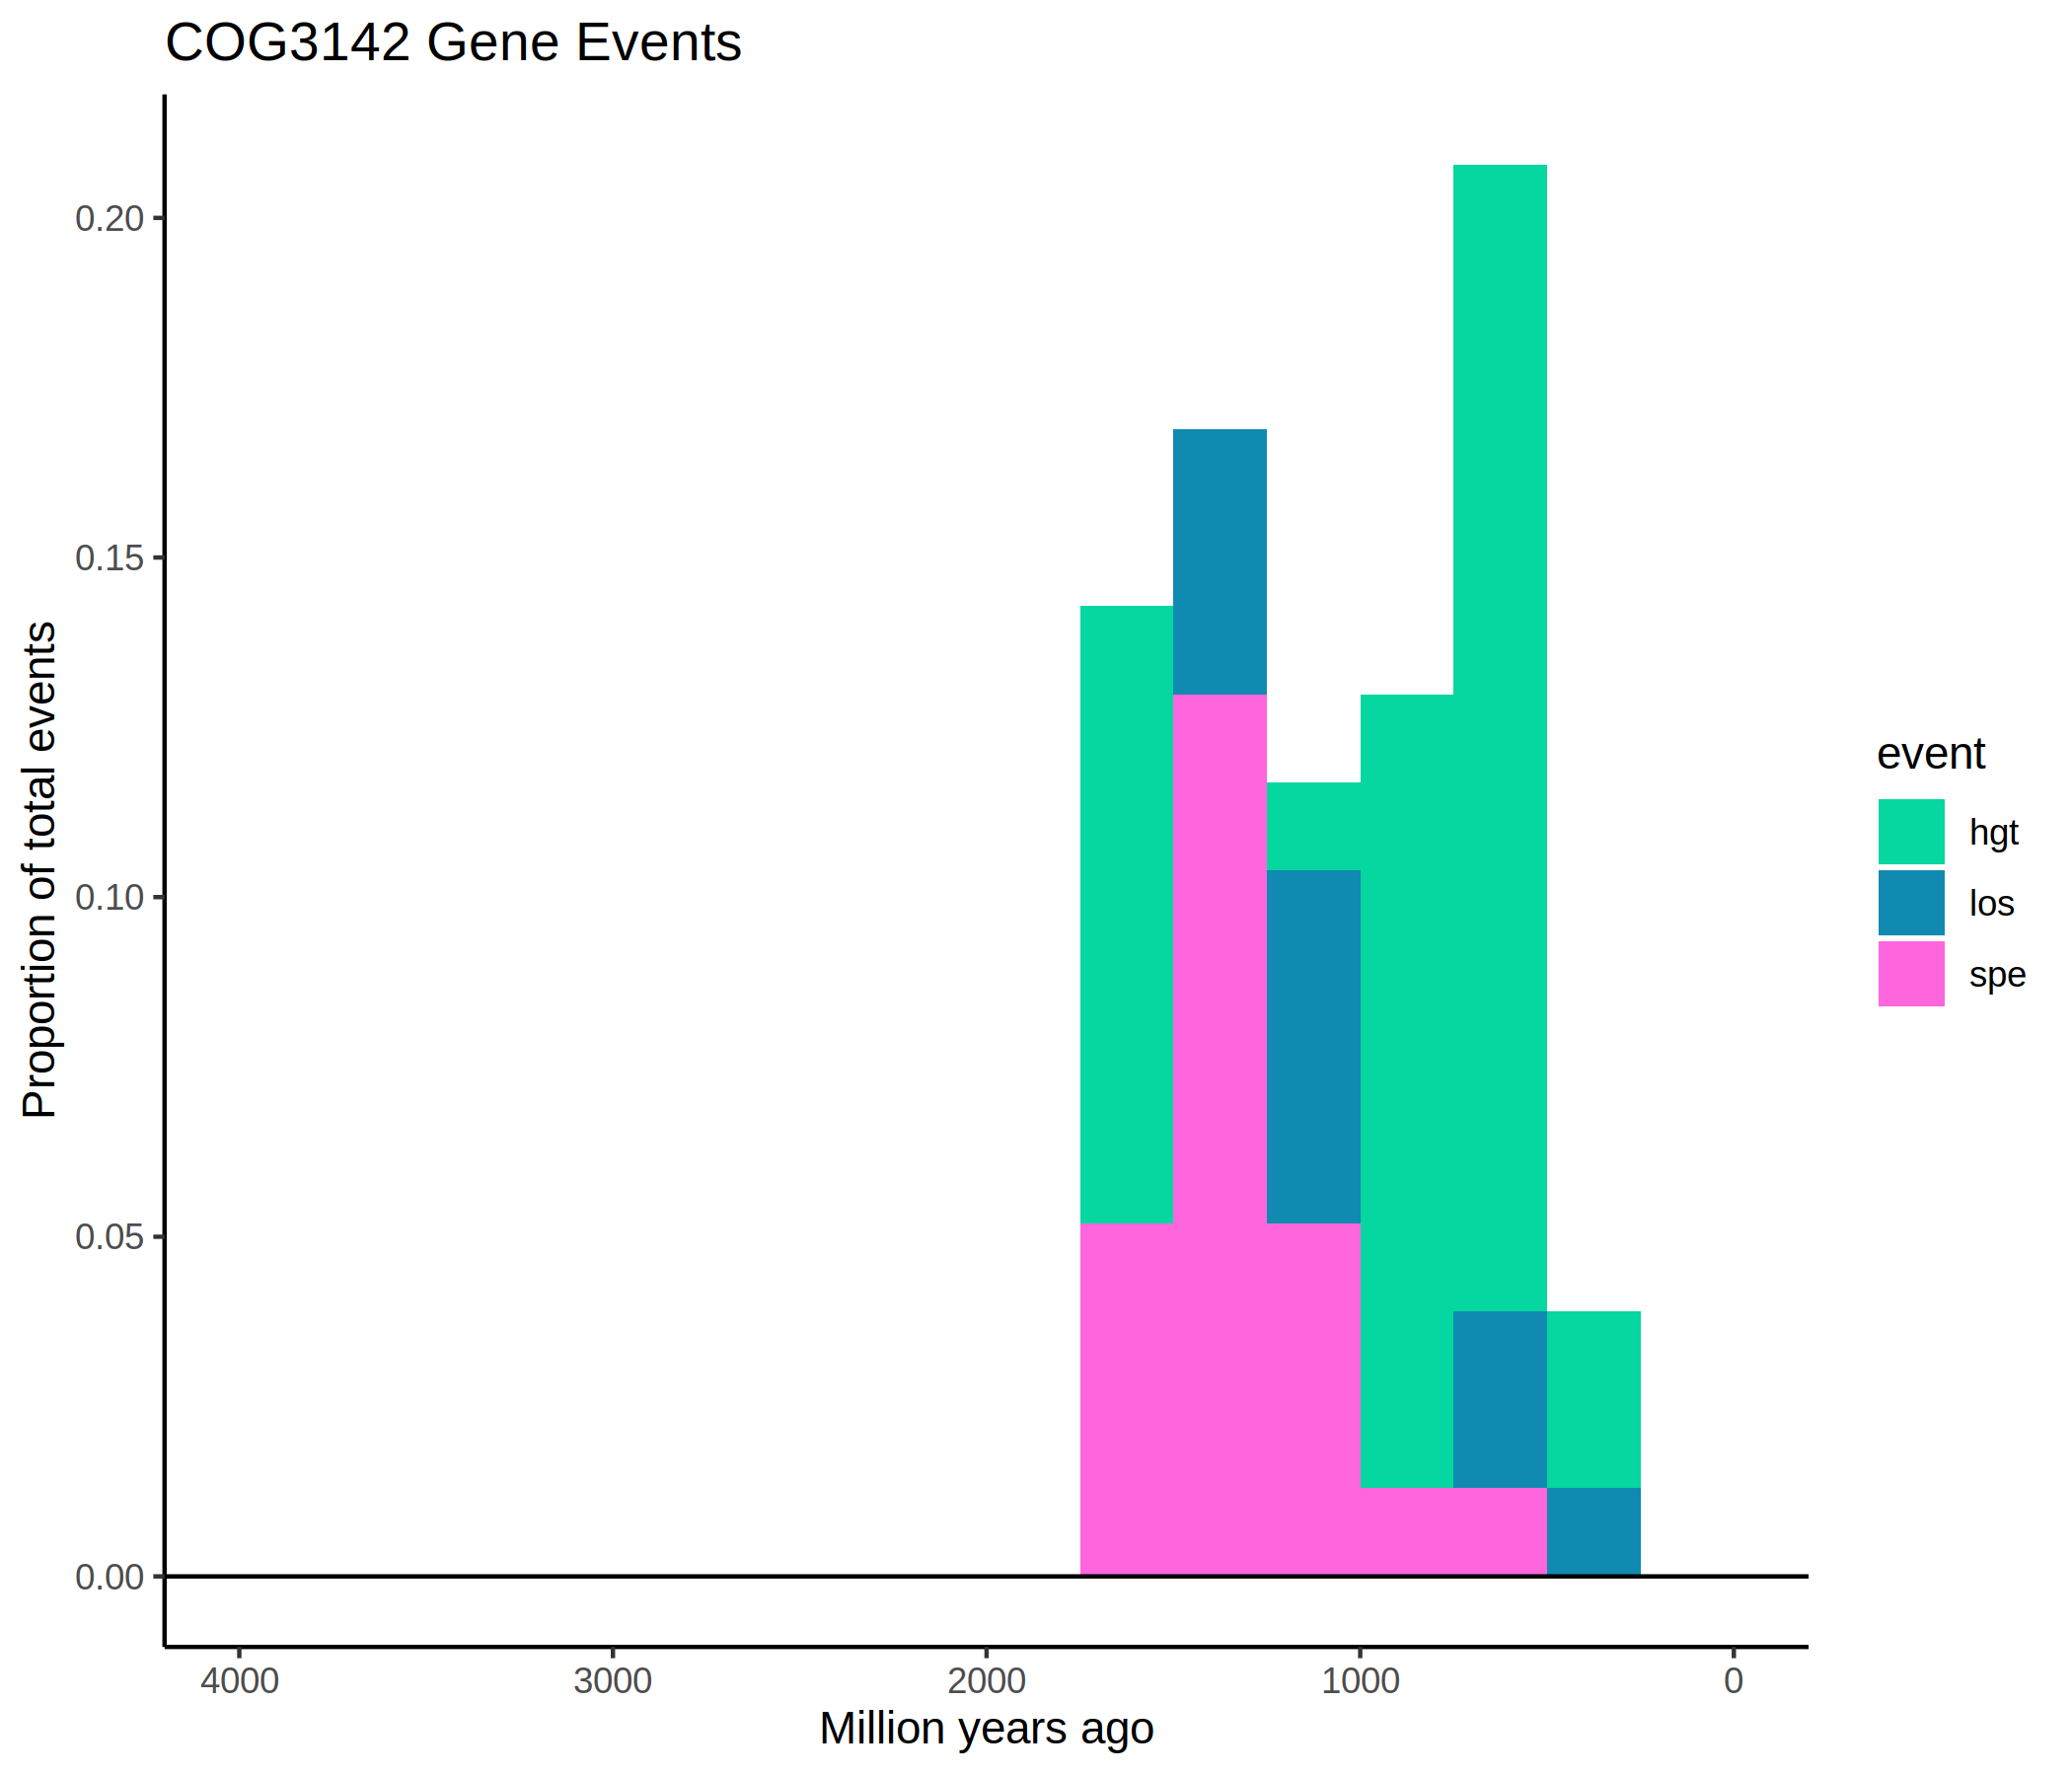 COG3142 Gene Events
Proportion of total events
0.20
0.15
0.10
0.05
0.00
4000 3000 2000 1000 0
Million years ago
event
hgt
los
spe